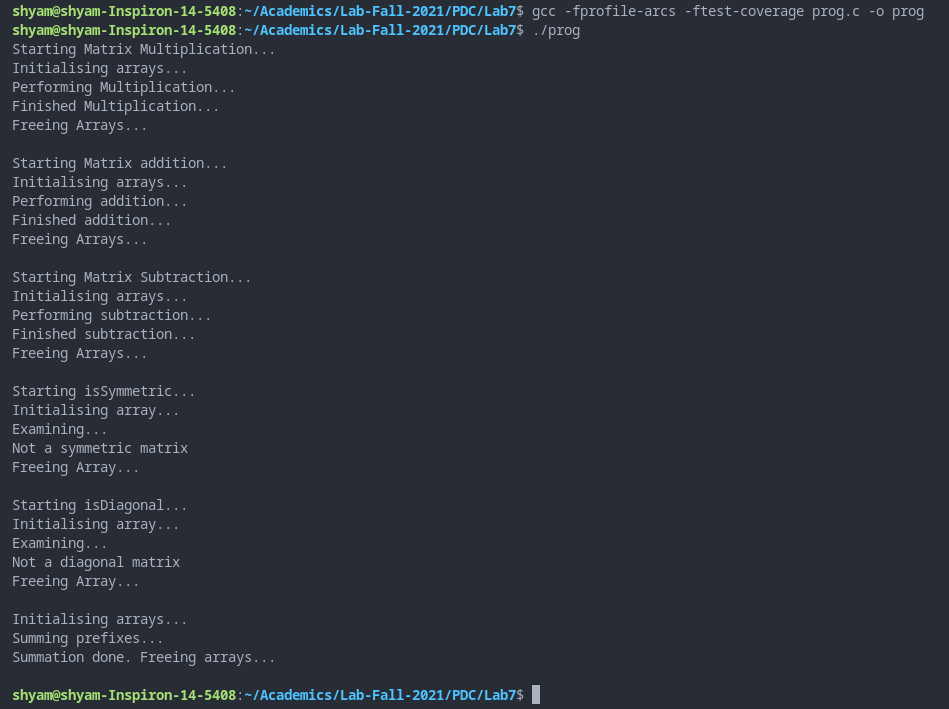 shyam@shyam-Inspiron-14-5408:~/Academics/Lab-Fall-2021/PDC/Lab7$ gcc -fprofile-arcs -ftest-coverage prog.c -o prog
shyam@shyam-Inspiron-14-5408:~/Academics/Lab-Fall-2021/PDC/Lab7$ ./prog
Starting Matrix Multiplication...
Initialising arrays...
Performing Multiplication...
Finished Multiplication...
Freeing Arrays...

Starting Matrix addition...
Initialising arrays...
Performing addition...
Finished addition...
Freeing Arrays...

Starting Matrix Subtraction...
Initialising arrays...
Performing subtraction...
Finished subtraction...
Freeing Arrays...

Starting isSymmetric...
Initialising array...
Examining...
Not a symmetric matrix
Freeing Array...

Starting isDiagonal...
Initialising array...
Examining...
Not a diagonal matrix
Freeing Array...

Initialising arrays...
Summing prefixes...
Summation done. Freeing arrays...

shyam@shyam-Inspiron-14-5408:~/Academics/Lab-Fall-2021/PDC/Lab7$